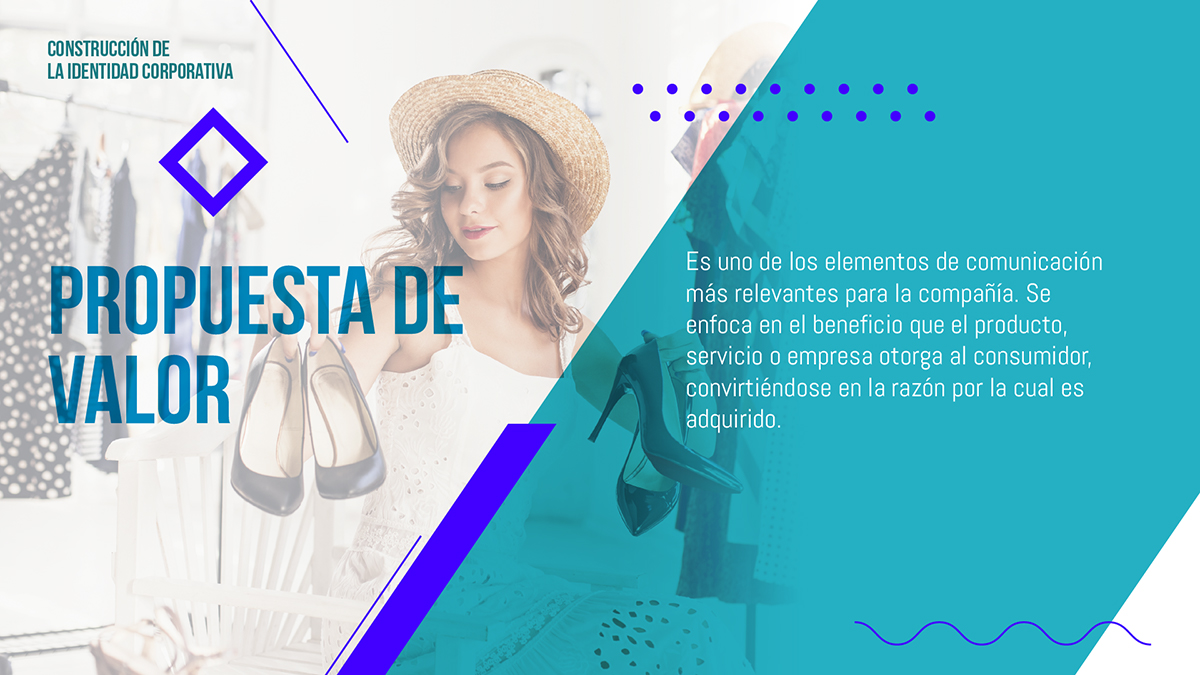 CONSTRUCCIÓN DE
LA IDENTIDAD CORPORATIVA
PROPUESTA DE
VALOR
Es uno de los elementos de comunicación
más relevantes para la compañía. Se
enfoca en el beneficio que el producto,
servicio o empresa otorga al consumidor,
convirtiéndose en la razón por la cual es
adquirido.